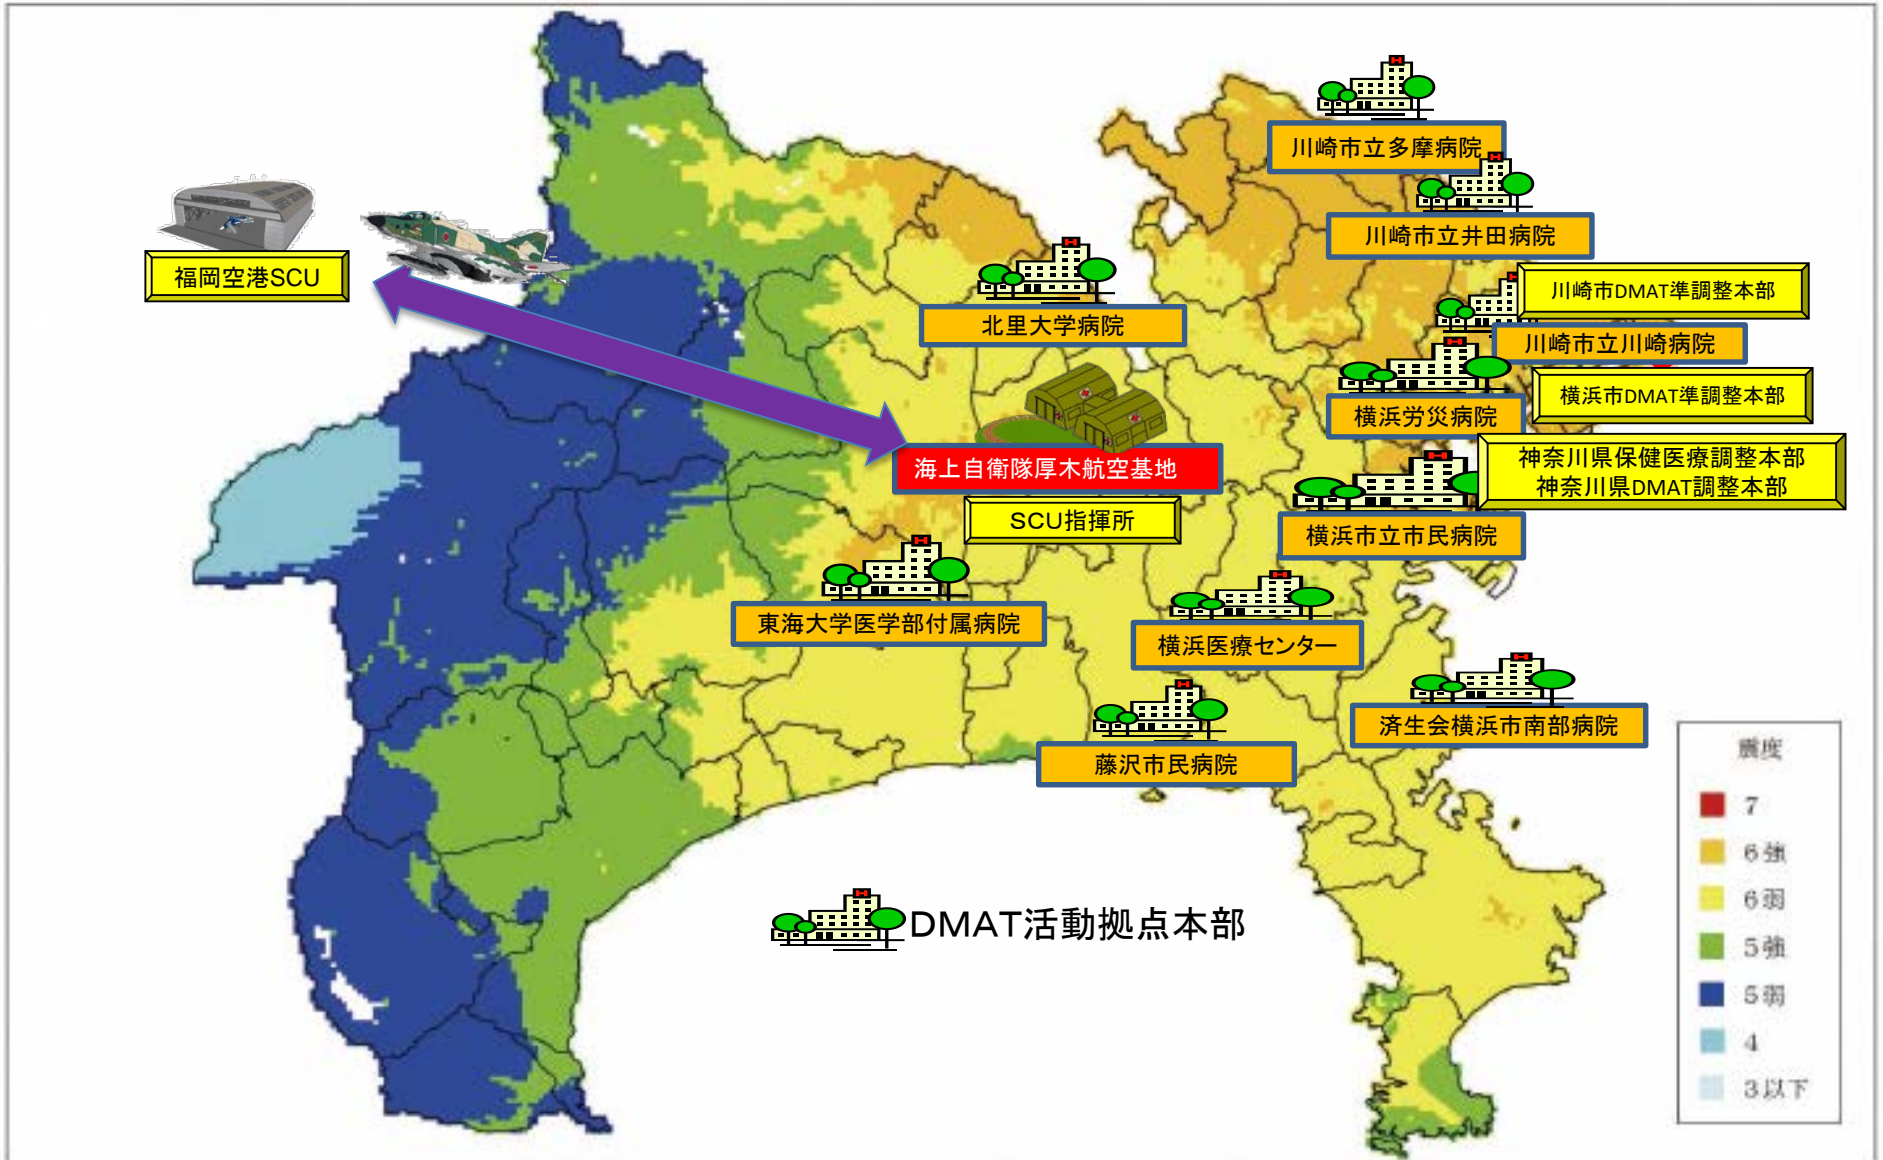 川崎市立多摩病院
川崎市立井田病院
福岡空港SCU
川崎市DMAT準調整本部
北里大学病院
川崎市立川崎病院
横浜市DMAT準調整本部
横浜労災病院
海上自衛隊厚木航空基地
神奈川県保健医療調整本部
神奈川県DMAT調整本部
SCU指揮所
横浜市立市民病院
東海大学医学部付属病院
横浜医療センター
済生会横浜市南部病院
藤沢市民病院
DMAT活動拠点本部
震度
7
6強
6弱
5強
5弱
4
3以下